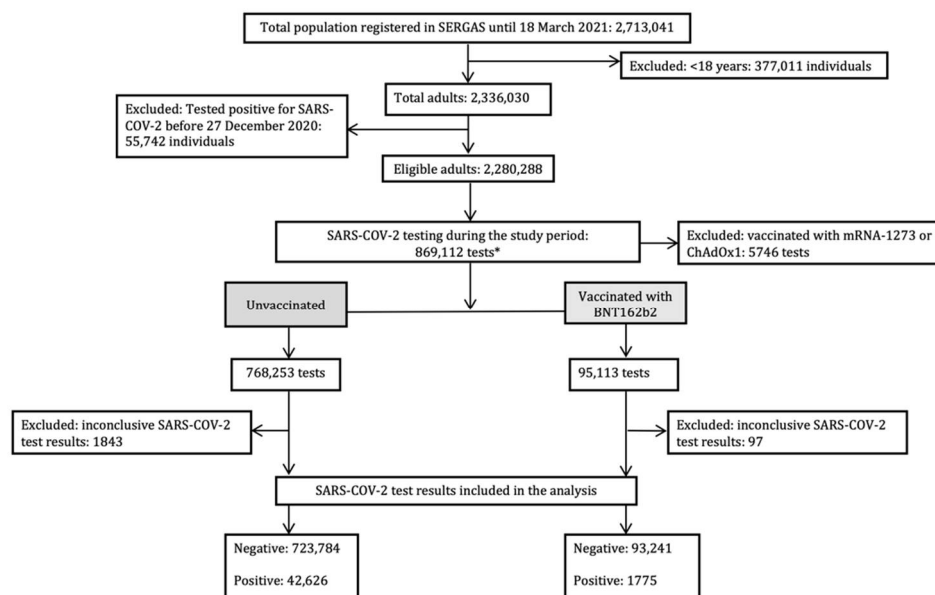 Total population registered in SERGAS until 18 March 2021: 2,713,041
Excluded: <18 years: 377,011 individuals
Total adults: 2,336,030
Excluded: Tested positive for SARS-
COV-2 before 27 December 2020:
55,742 individuals
Eligible adults: 2,280,288
SARS-COV-2 testing during the study period:
869,112 tests*
Excluded: vaccinated with mRNA-1273 or
ChAdOx1: 5746 tests
Unvaccinated
Vaccinated with
BNT162b2
768,253 tests
95,113 tests
Excluded: inconclusive SARS-COV-2
test results: 1843
Excluded: inconclusive SARS-COV-2
test results: 97
SARS-COV-2 test results included in the analysis
Negative: 723,784
Positive: 42,626
Negative: 93,241
Positive: 1775